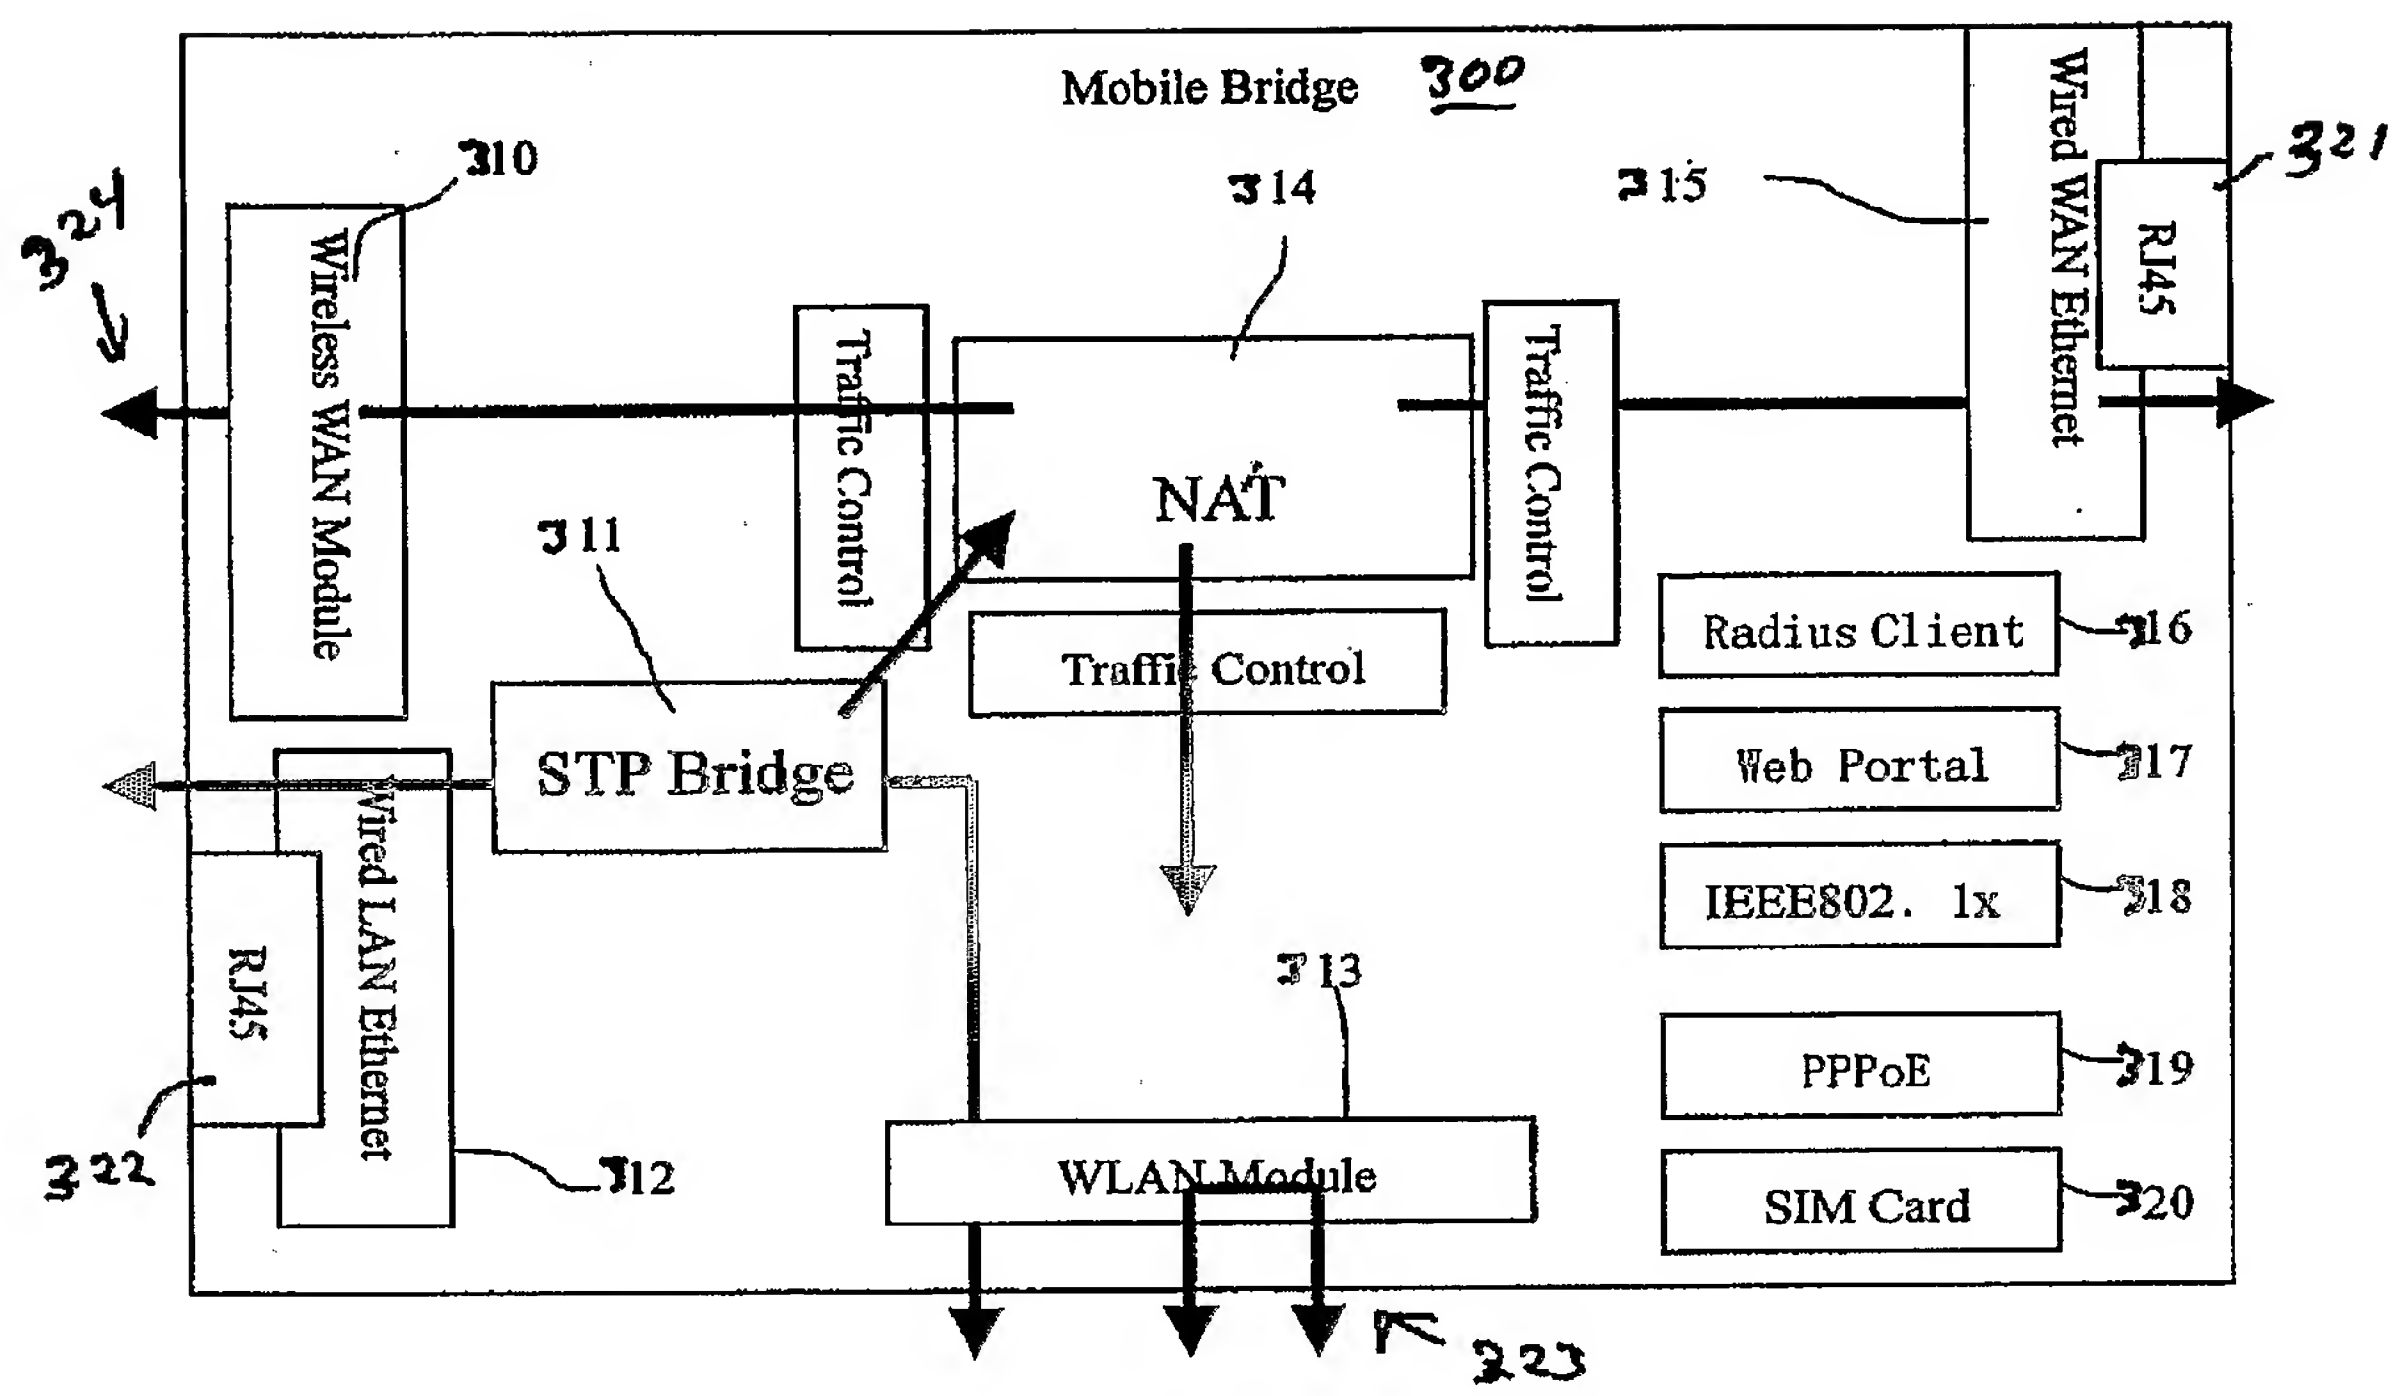 Mobile Bridge 300
310
314
315
321
324
Wireless WAN Module
Traffic Control
NAT
Traffic Control
Wired WAN Ethernet
RJ45
311
Traffic Control
STP Bridge
Radius Client 316
Web Portal 317
IEEE802. 1x 318
PPPoE 319
SIM Card 320
Wired LAN Ethernet
RJ45
322
312
313
WLAN Module
323